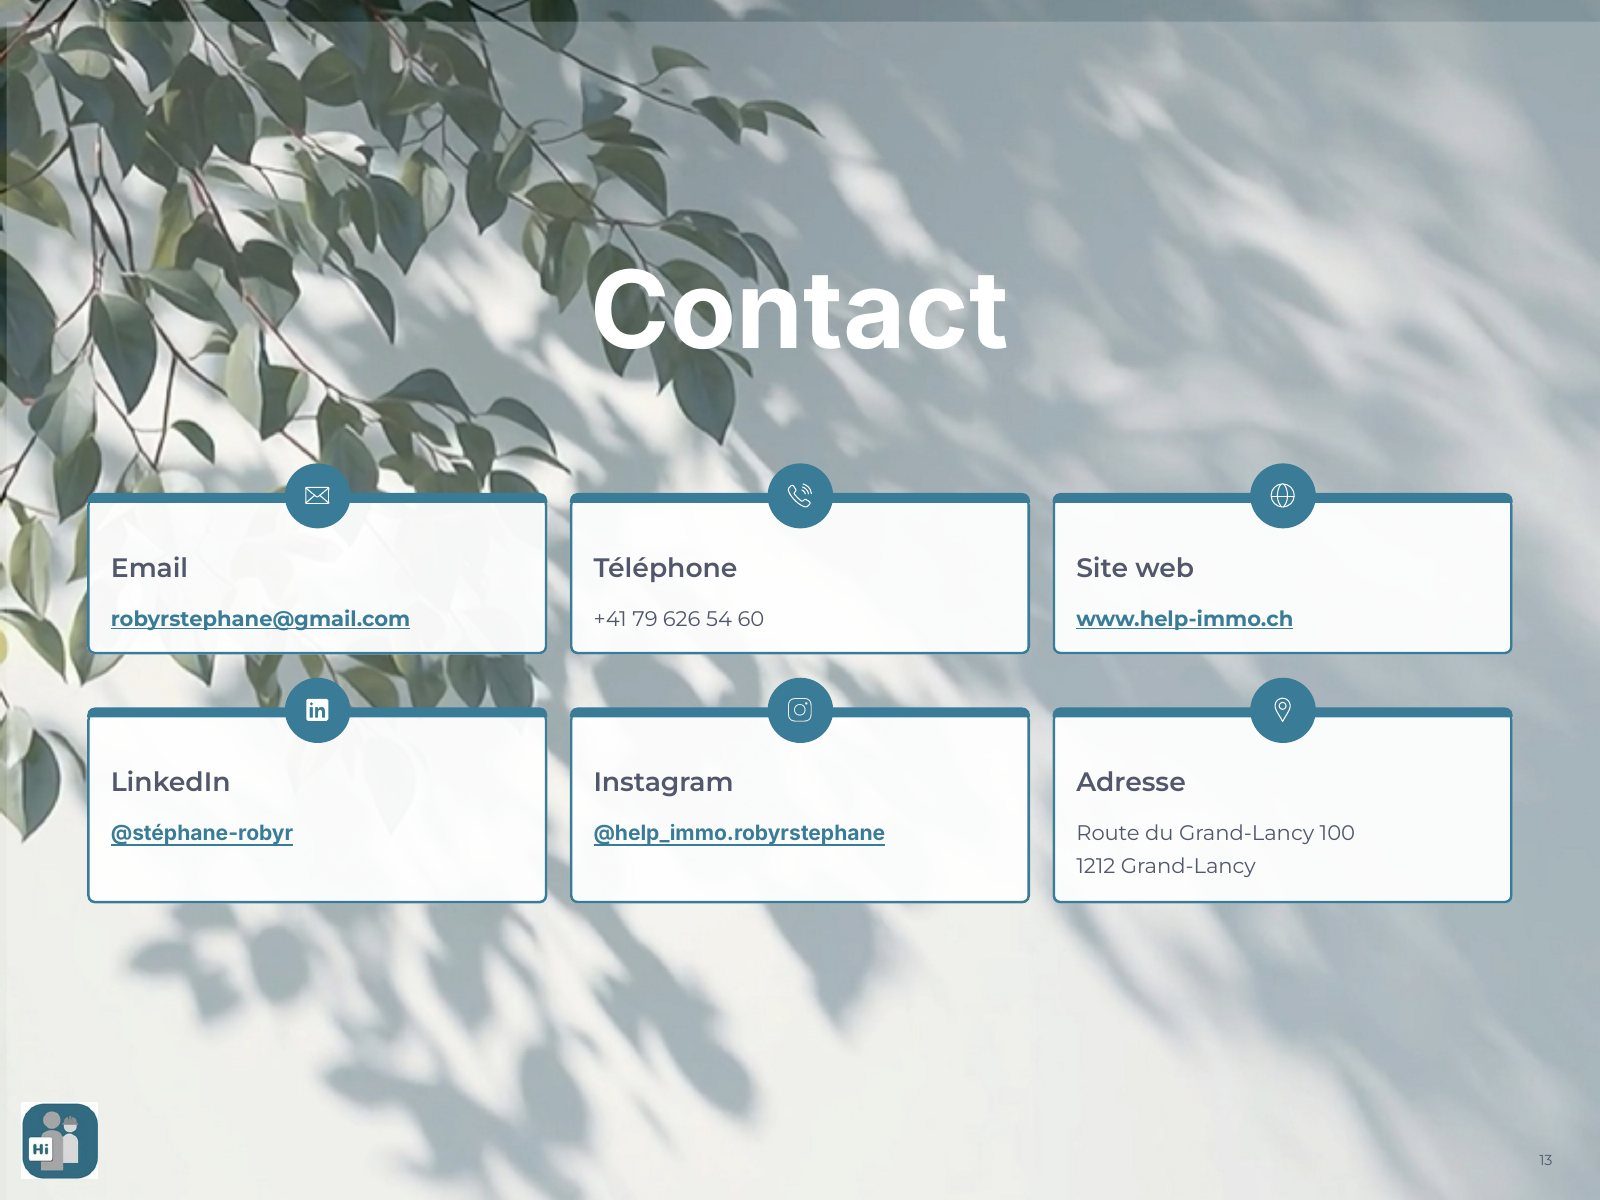 Contact
Email
robyrstephane@gmail.com
Téléphone
+41 79 626 54 60
Site web
www.help-immo.ch
LinkedIn
@stéphane-robyr
Instagram
@help_immo.robyrstephane
Adresse
Route du Grand-Lancy 100
1212 Grand-Lancy
Hi
13